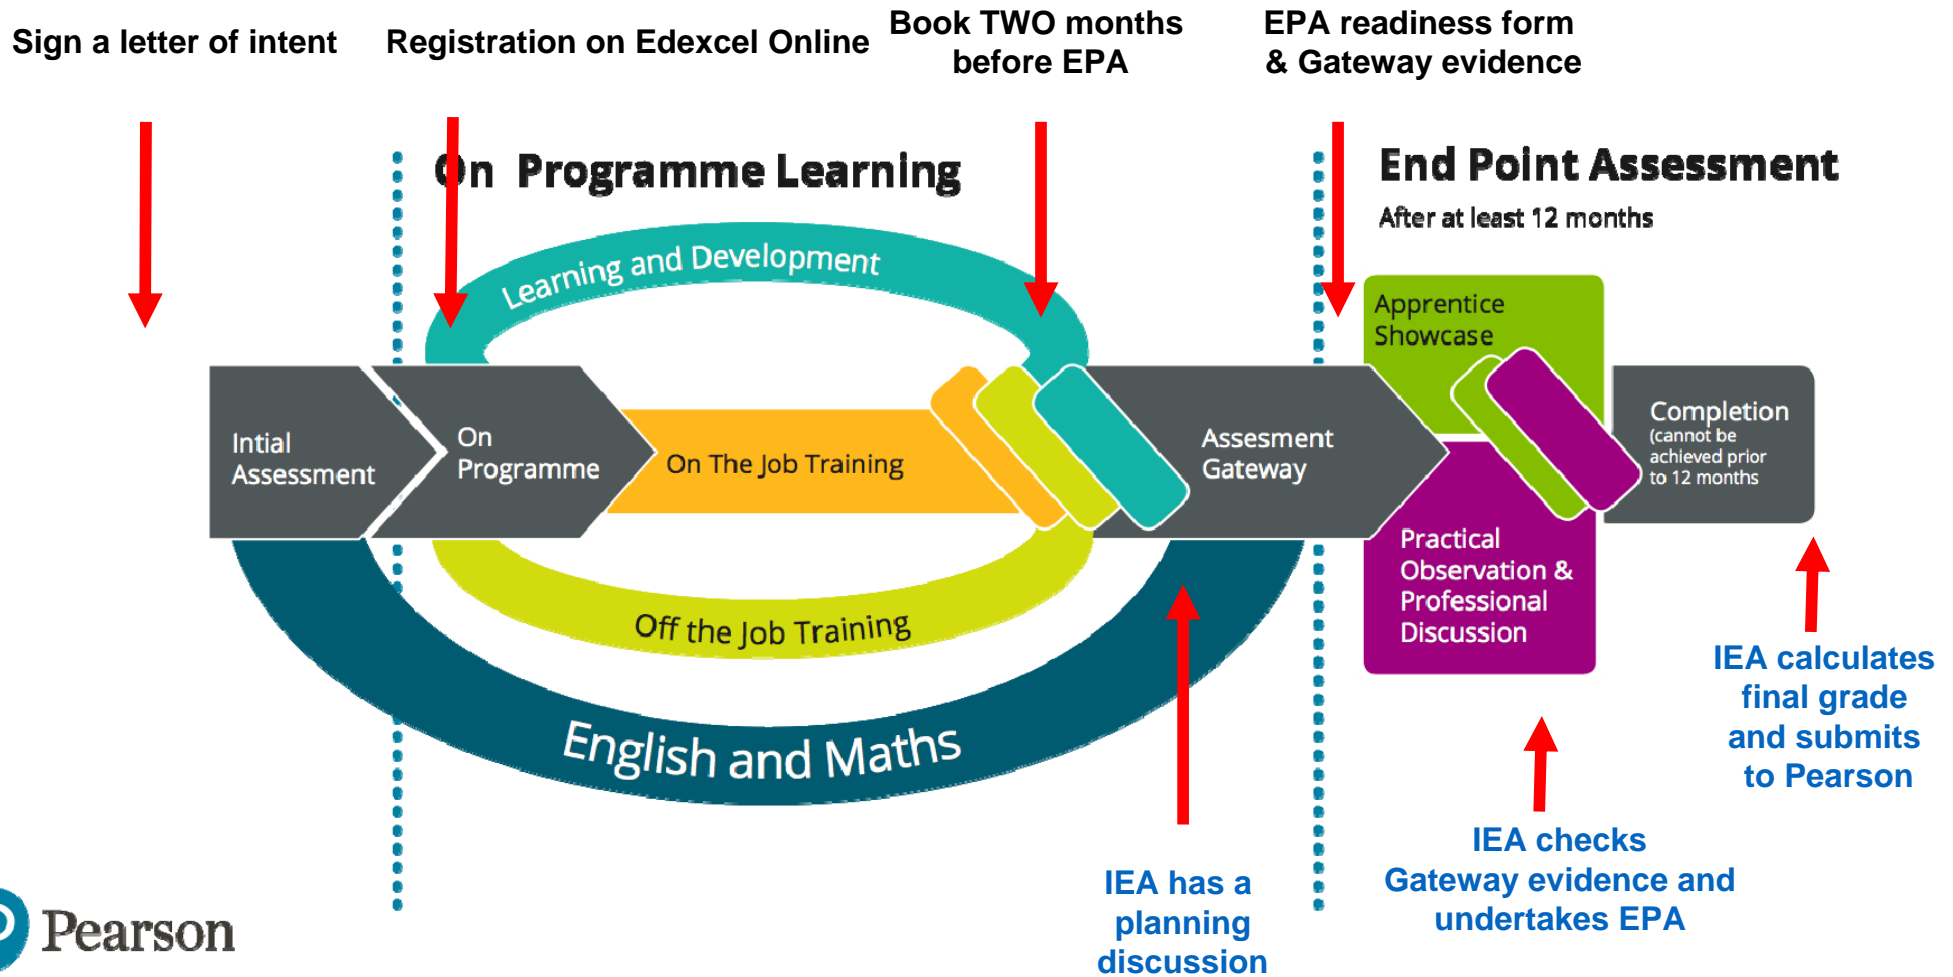 Sign a letter of intent
Registration on Edexcel Online
Book TWO months
before EPA
EPA readiness form
& Gateway evidence
On Programme Learning
End Point Assessment
After at least 12 months
Learning and Development
Apprentice
Showcase
Intial
Assessment
On
Programme
On The Job Training
Assesment
Gateway
Completion
(cannot be
achieved prior
to 12 months
Practical
Observation &
Professional
Discussion
Off the Job Training
English and Maths
IEA calculates
final grade
and submits
to Pearson
IEA checks
Gateway evidence and
undertakes EPA
IEA has a
planning
discussion
Pearson